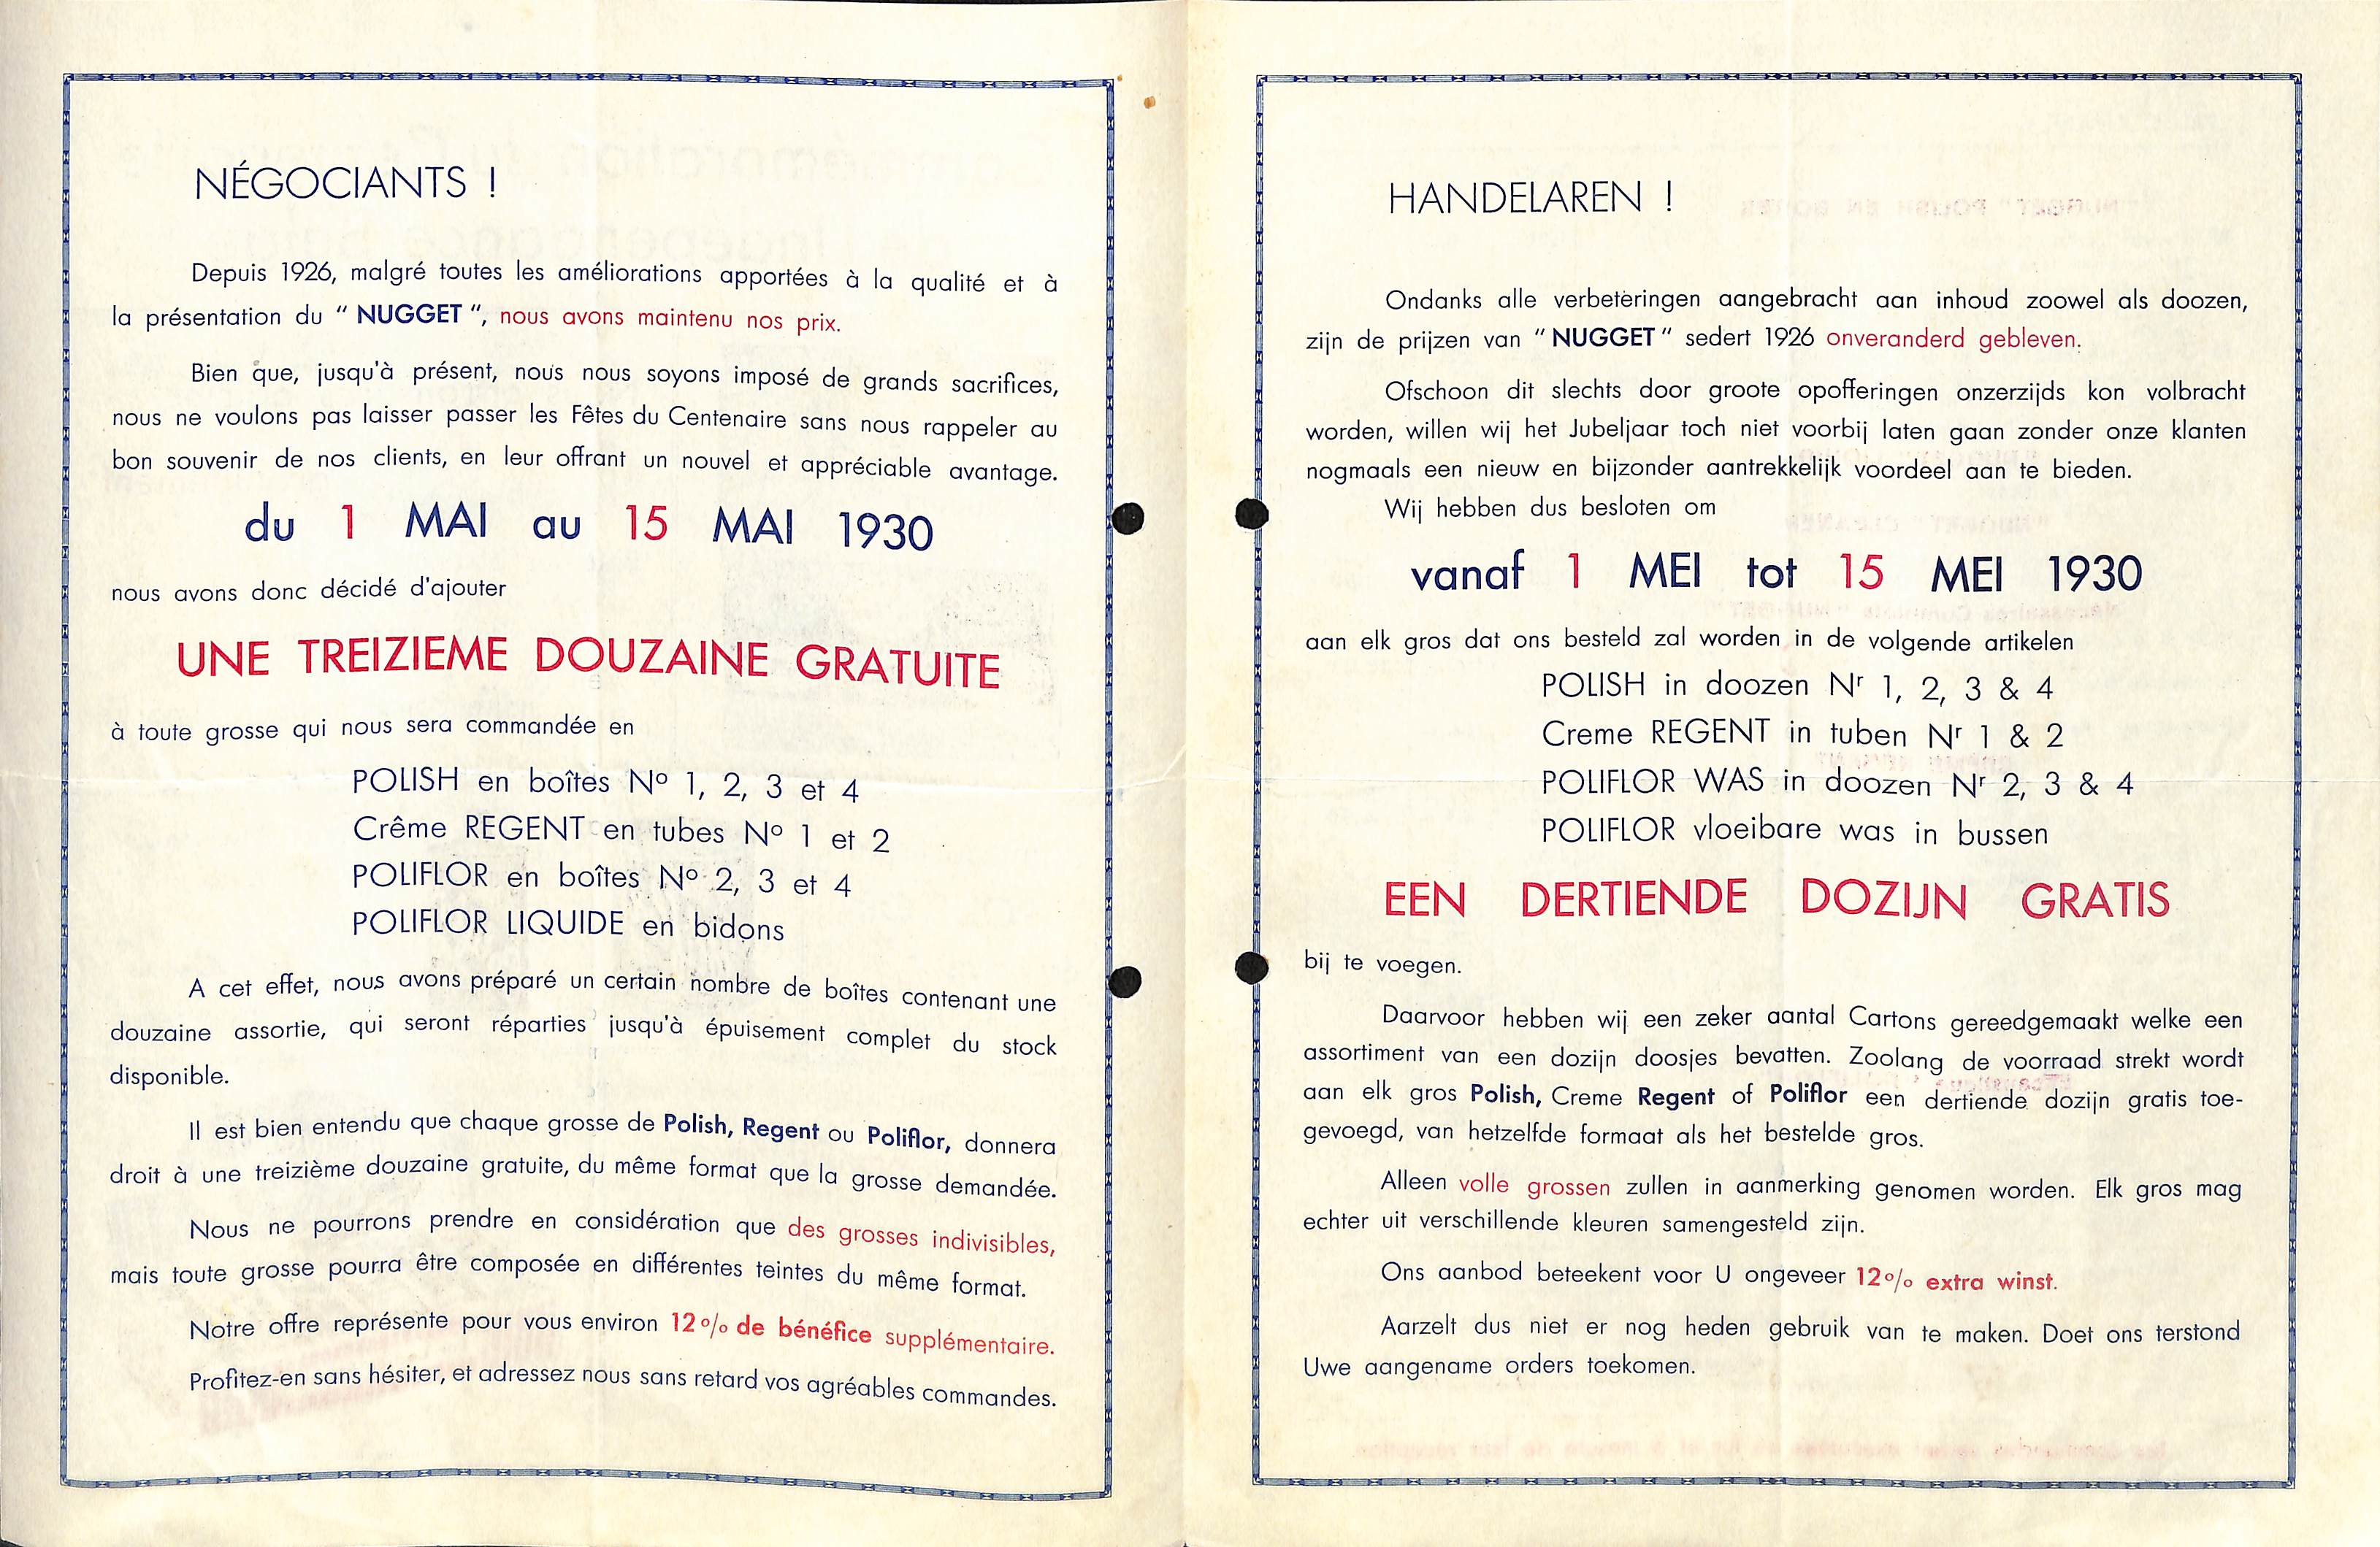 NÉGOCIANTS !
Depuis 1926, malgré toutes les améliorations apportées à la qualité et à
la présentation du “ NUGGET “, nous avons maintenu nos prix.
Bien que, jusqu'à présent, nous nous soyons imposé de grands sacrifices,
nous ne voulons pas laisser passer les Fêtes du Centenaire sans nous rappeler au
bon souvenir de nos clients, en leur offrant un nouvel et appréciable avantage.
du 1 MAI au 15 MAI 1930
nous avons donc décidé d'ajouter
UNE TREIZIEME DOUZAINE GRATUITE
à toute grosse qui nous sera commandée en
POLISH en boîtes Nº 1, 2, 3 et 4
Crême REGENT en tubes Nº 1 et 2
POLIFLOR en boîtes Nº 2, 3 et 4
POLIFLOR LIQUIDE en bidons
A cet effet, nous avons préparé un certain nombre de boîtes contenant une
douzaine assortie, qui seront réparties jusqu'à épuisement complet du stock
disponible.
Il est bien entendu que chaque grosse de Polish, Regent ou Poliflor, donnera
droit à une treizième douzaine gratuite, du même format que la grosse demandée.
Nous ne pourrons prendre en considération que des grosses indivisibles,
mais toute grosse pourra être composée en différentes teintes du même format.
Notre offre représente pour vous environ 12% de bénéfice supplémentaire.
Profitez-en sans hésiter, et adressez nous sans retard vos agréables commandes.
HANDELAREN !
Ondanks alle verbeteringen aangebracht aan inhoud zoowel als doozen,
zijn de prijzen van “ NUGGET “ sedert 1926 onveranderd gebleven.
Ofschoon dit slechts door groote opofferingen onzerzijds kon volbracht
worden, willen wij het Jubeljaar toch niet voorbij laten gaan zonder onze klanten
nogmaals een nieuw en bijzonder aantrekkelijk voordeel aan te bieden.
Wij hebben dus besloten om
vanaf 1 MEI tot 15 MEI 1930
aan elk gros dat ons besteld zal worden in de volgende artikelen
POLISH in doozen Nr 1, 2, 3 & 4
Creme REGENT in tuben Nr 1 & 2
POLIFLOR WAS in doozen Nr 2, 3 & 4
POLIFLOR vloeibare was in bussen
EEN DERTIENDE DOZIJN GRATIS
bij te voegen.
Daarvoor hebben wij een zeker aantal Cartons gereedgemaakt welke een
assortiment van een dozijn doosjes bevatten. Zoolang de voorraad strekt wordt
aan elk gros Polish, Creme Regent of Poliflor een dertiende dozijn gratis toe-
gevoegd, van hetzelfde formaat als het bestelde gros.
Alleen volle grossen zullen in aanmerking genomen worden. Elk gros mag
echter uit verschillende kleuren samengesteld zijn.
Ons aanbod beteekent voor U ongeveer 12% extra winst.
Aarzelt dus niet er nog heden gebruik van te maken. Doet ons terstond
Uwe aangename orders toekomen.